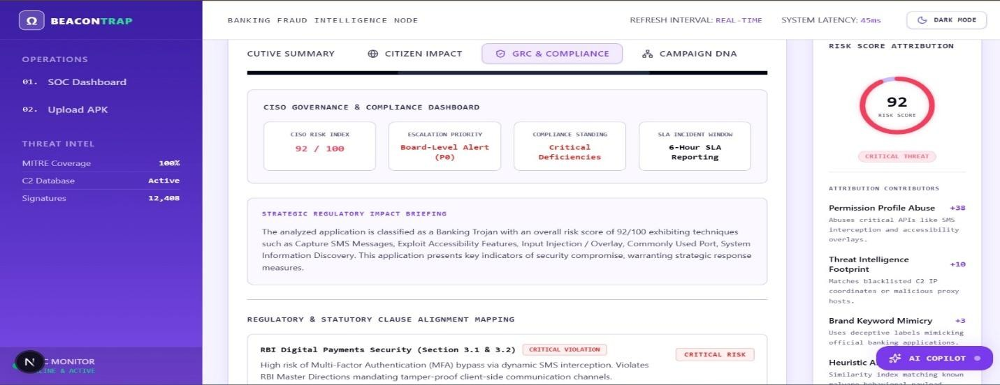 Ω BEACONTRAP
OPERATIONS
01. SOC Dashboard
02. Upload APK
THREAT INTEL
MITRE Coverage 100%
C2 Database Active
Signatures 12,408
N C MONITOR
LINE & ACTIVE
BANKING FRAUD INTELLIGENCE NODE
REFRESH INTERVAL: REAL-TIME
SYSTEM LATENCY: 45ms
DARK MODE
CUTIVE SUMMARY
CITIZEN IMPACT
GRC & COMPLIANCE
CAMPAIGN DNA
CISO GOVERNANCE & COMPLIANCE DASHBOARD
CISO RISK INDEX
92 / 100
ESCALATION PRIORITY
Board-Level Alert
(P0)
COMPLIANCE STANDING
Critical
Deficiencies
SLA INCIDENT WINDOW
6-Hour SLA
Reporting
STRATEGIC REGULATORY IMPACT BRIEFING
The analyzed application is classified as a Banking Trojan with an overall risk score of 92/100 exhibiting techniques
such as Capture SMS Messages, Exploit Accessibility Features, Input Injection / Overlay, Commonly Used Port, System
Information Discovery. This application presents key indicators of security compromise, warranting strategic response
measures.
REGULATORY & STATUTORY CLAUSE ALIGNMENT MAPPING
RBI Digital Payments Security (Section 3.1 & 3.2) CRITICAL VIOLATION
CRITICAL RISK
High risk of Multi-Factor Authentication (MFA) bypass via dynamic SMS interception. Violates
RBI Master Directions mandating tamper-proof client-side communication channels.
RISK SCORE ATTRIBUTION
92
RISK SCORE
CRITICAL THREAT
ATTRIBUTION CONTRIBUTORS
Permission Profile Abuse +38
Abuses critical APIs like SMS
interception and accessibility
overlays.
Threat Intelligence
Footprint +10
Matches blacklisted C2 IP
coordinates or malicious proxy
hosts.
Brand Keyword Mimicry +3
Uses deceptive labels mimicking
official banking applications.
Heuristic A
Similarity index matching known
AI COPILOT